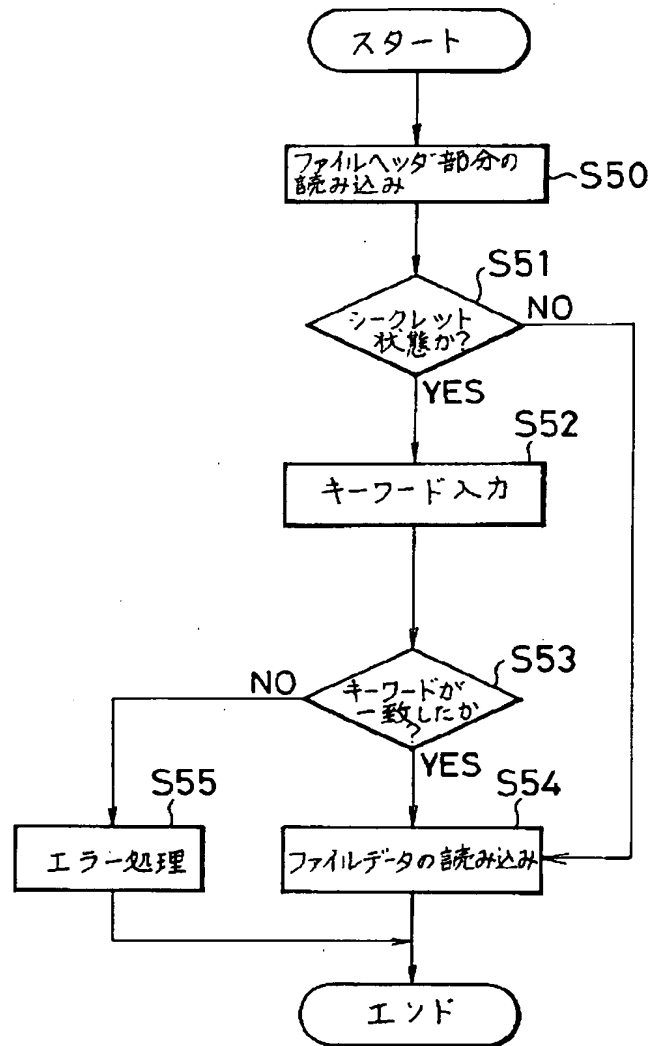 スタート
ファイルヘッダ部分の
読み込み
S50
S51
シークレット
状態か?
NO
YES
S52
キーワード入力
S53
キーワードが
一致したか
?
NO
YES
S55
エラー処理
S54
ファイルデータの読み込み
エンド